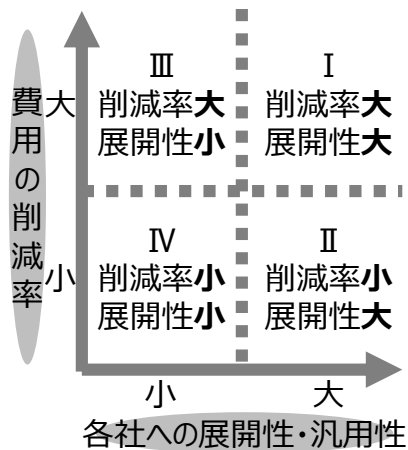 費用の削減率
大
小
Ⅲ
削減率大
展開性小
Ⅰ
削減率大
展開性大
Ⅳ
削減率小
展開性小
Ⅱ
削減率小
展開性大
小
大
各社への展開性・汎用性